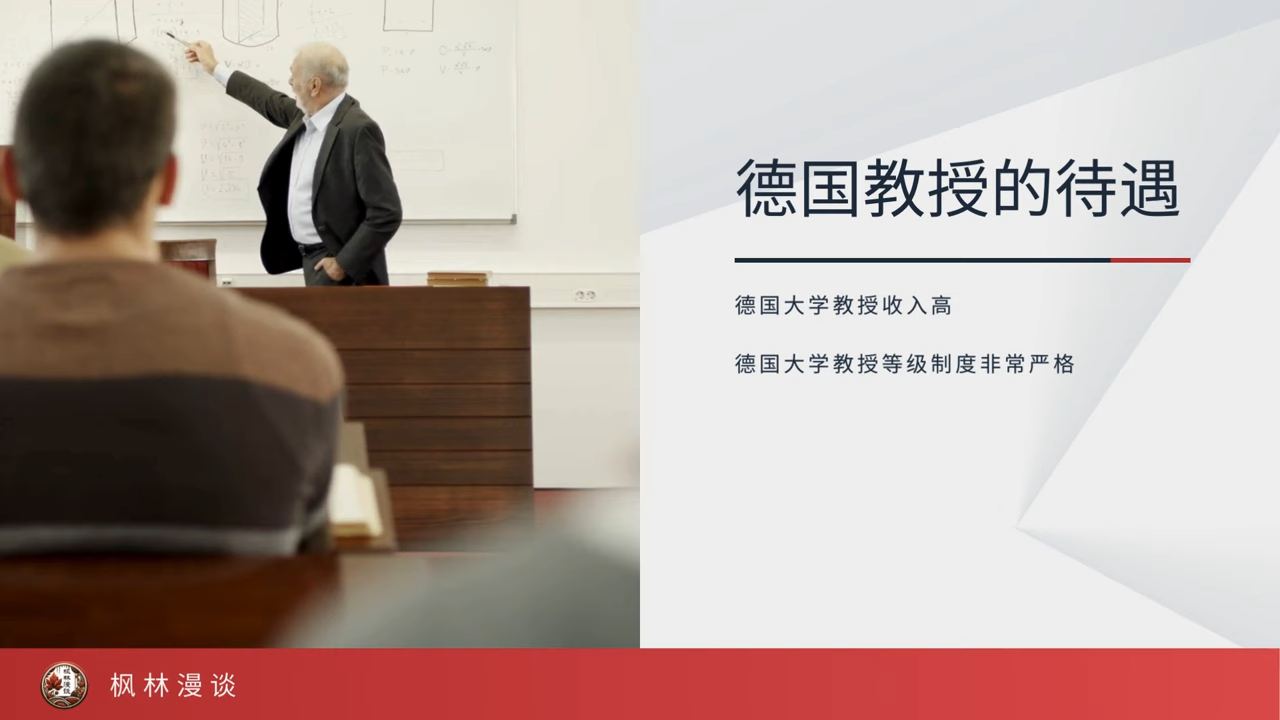 德国教授的待遇
德国大学教授收入高
德国大学教授等级制度非常严格
枫林漫谈